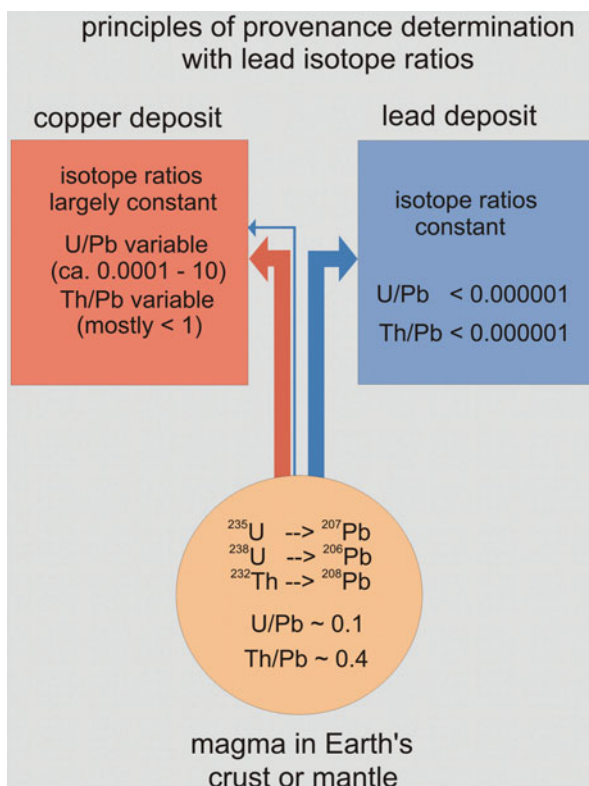 principles of provenance determination
with lead isotope ratios
copper deposit
isotope ratios
largely constant
U/Pb variable
(ca. 0.0001 - 10)
Th/Pb variable
(mostly < 1)
lead deposit
isotope ratios
constant
U/Pb < 0.000001
Th/Pb < 0.000001
²³⁵U --> ²⁰⁷Pb
²³⁸U --> ²⁰⁶Pb
²³²Th --> ²⁰⁸Pb
U/Pb ~ 0.1
Th/Pb ~ 0.4
magma in Earth's
crust or mantle